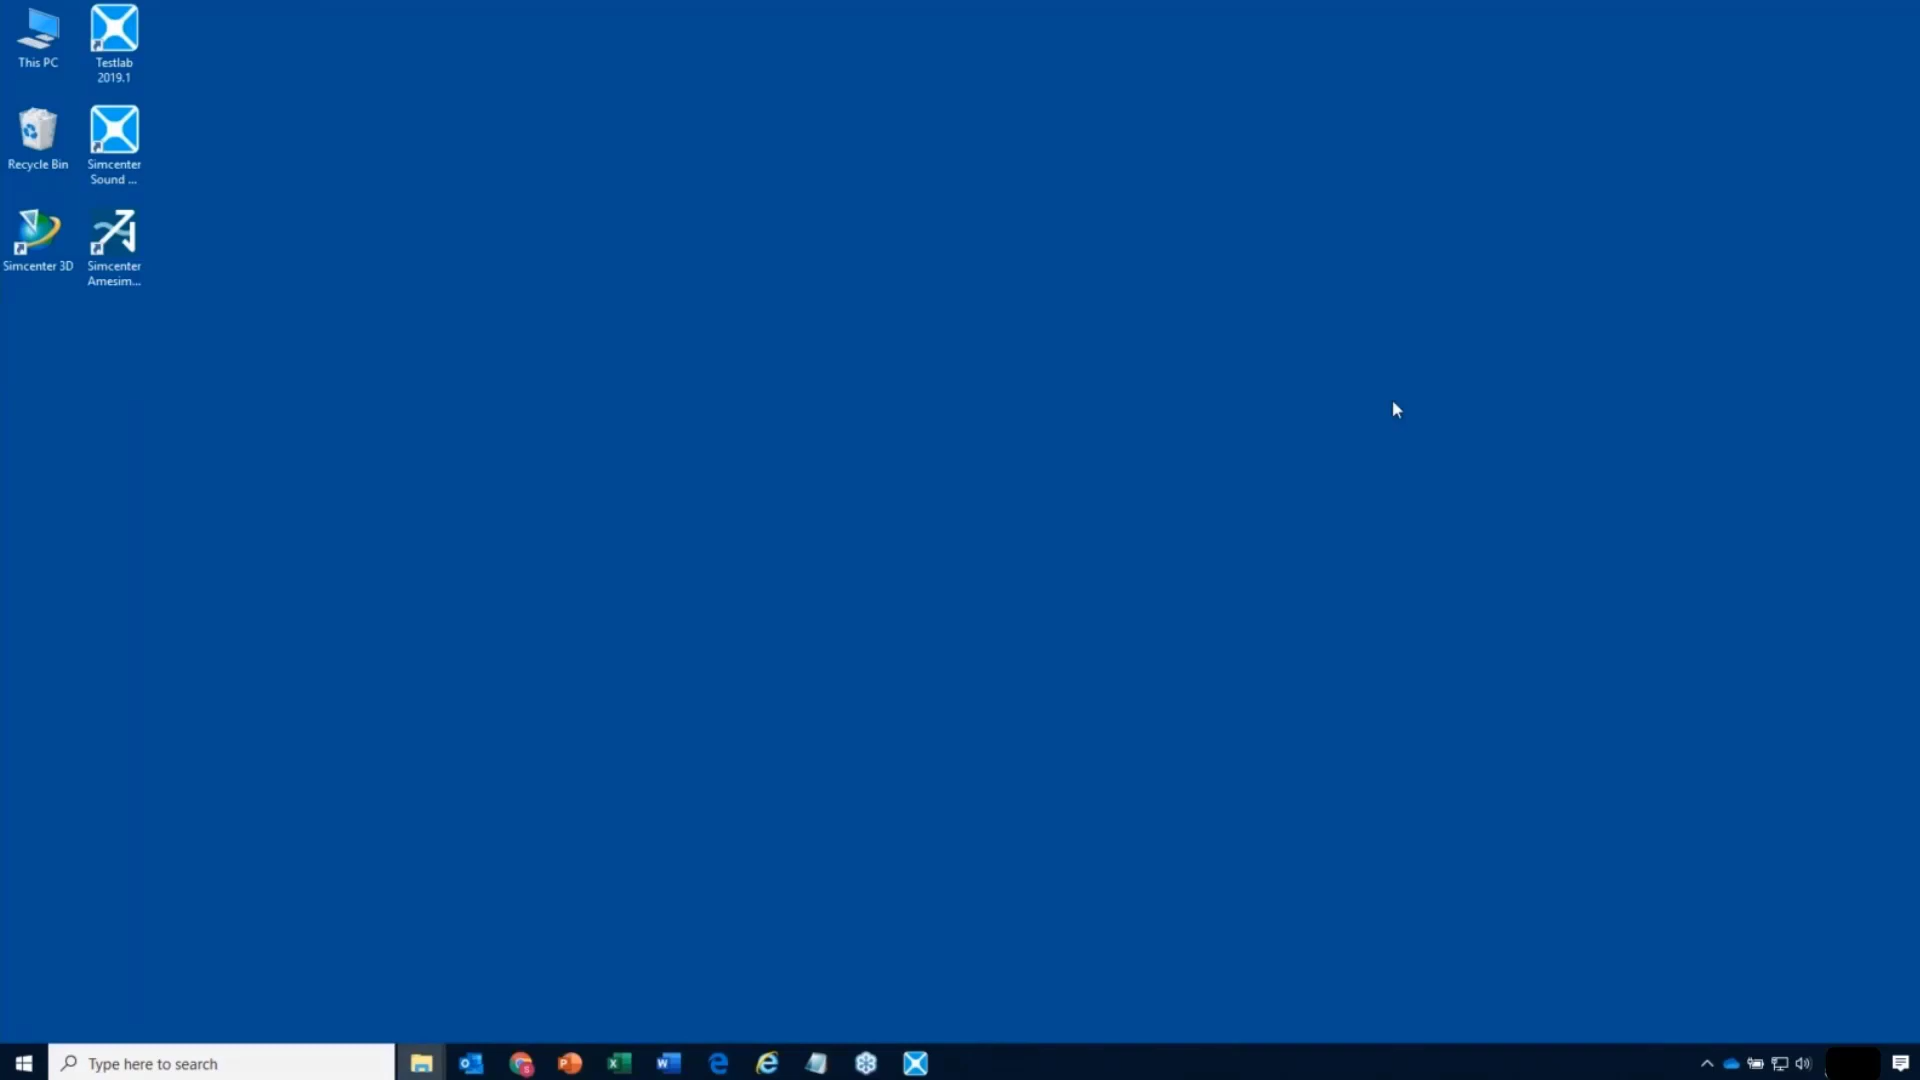 This PC
Testlab
2019.1
Recycle Bin
Simcenter
Sound ...
Simcenter 3D
Simcenter
Amesim...
Type here to search